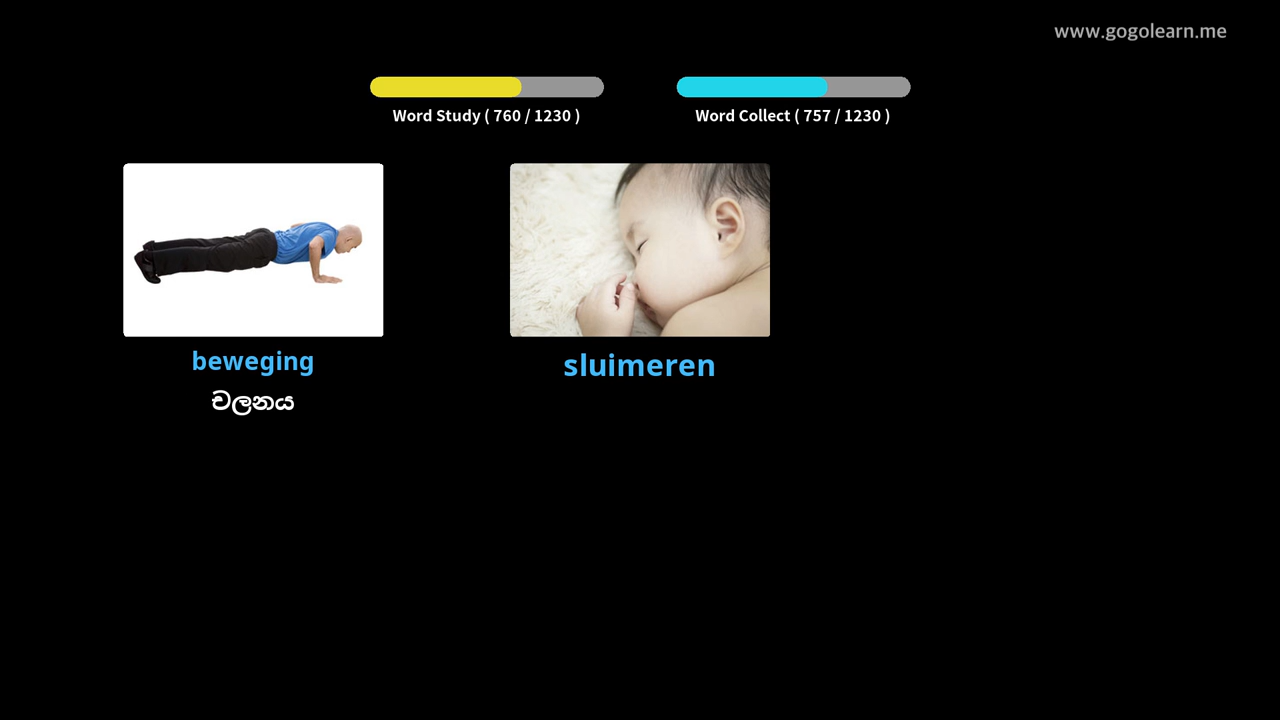 www.gogolearn.me
Word Study ( 760 / 1230 )
Word Collect ( 757 / 1230 )
beweging
චලනය
sluimeren